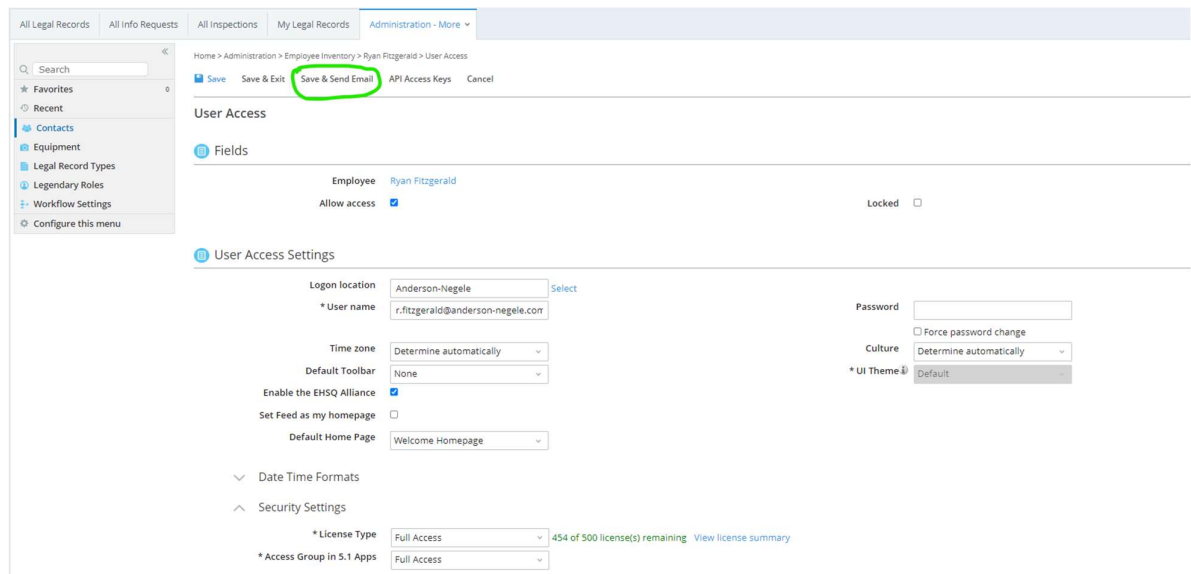 All Legal Records All Info Requests All Inspections My Legal Records Administration - More
Search
Favorites 0
Recent
Contacts
Equipment
Legal Record Types
Legendary Roles
Workflow Settings
Configure this menu
Home > Administration > Employee Inventory > Ryan Fitzgerald > User Access
Save Save & Exit Save & Send Email API Access Keys Cancel
User Access
Fields
Employee Ryan Fitzgerald
Allow access Locked
User Access Settings
Logon location Anderson-Negele Select
* User name r.fitzgerald@anderson-negele.com Password
Force password change
Time zone Determine automatically Culture Determine automatically
Default Toolbar None * UI Theme Default
Enable the EHSQ Alliance
Set Feed as my homepage
Default Home Page Welcome Homepage
Date Time Formats
Security Settings
* License Type Full Access 454 of 500 license(s) remaining View license summary
* Access Group in 5.1 Apps Full Access